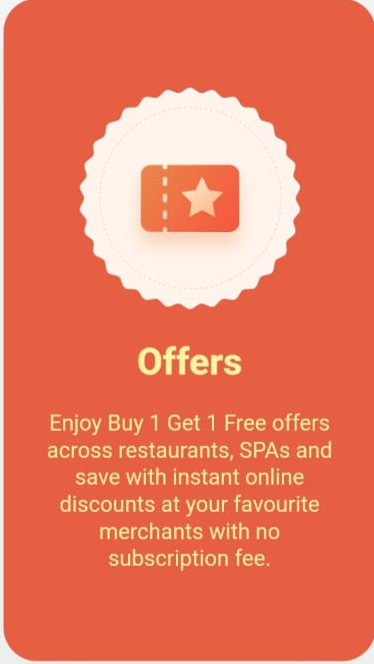 Offers
Enjoy Buy 1 Get 1 Free offers
across restaurants, SPAs and
save with instant online
discounts at your favourite
merchants with no
subscription fee.